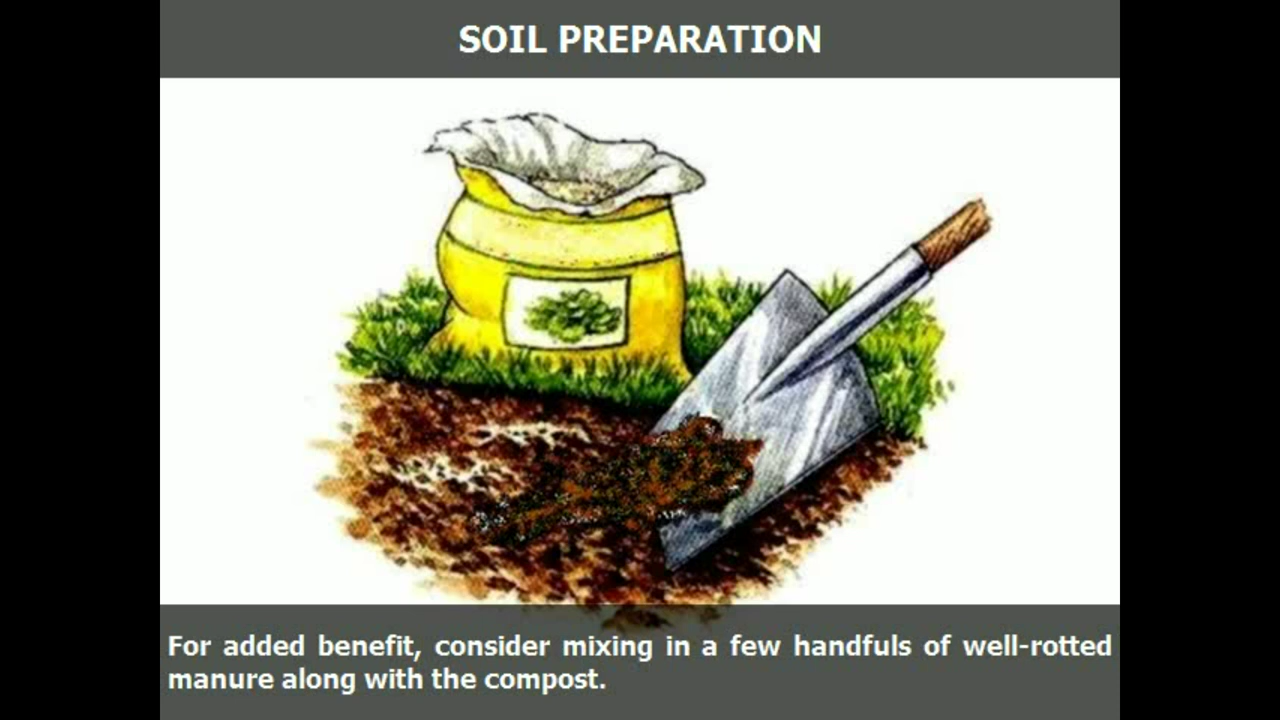 SOIL PREPARATION
For added benefit, consider mixing in a few handfuls of well-rotted
manure along with the compost.